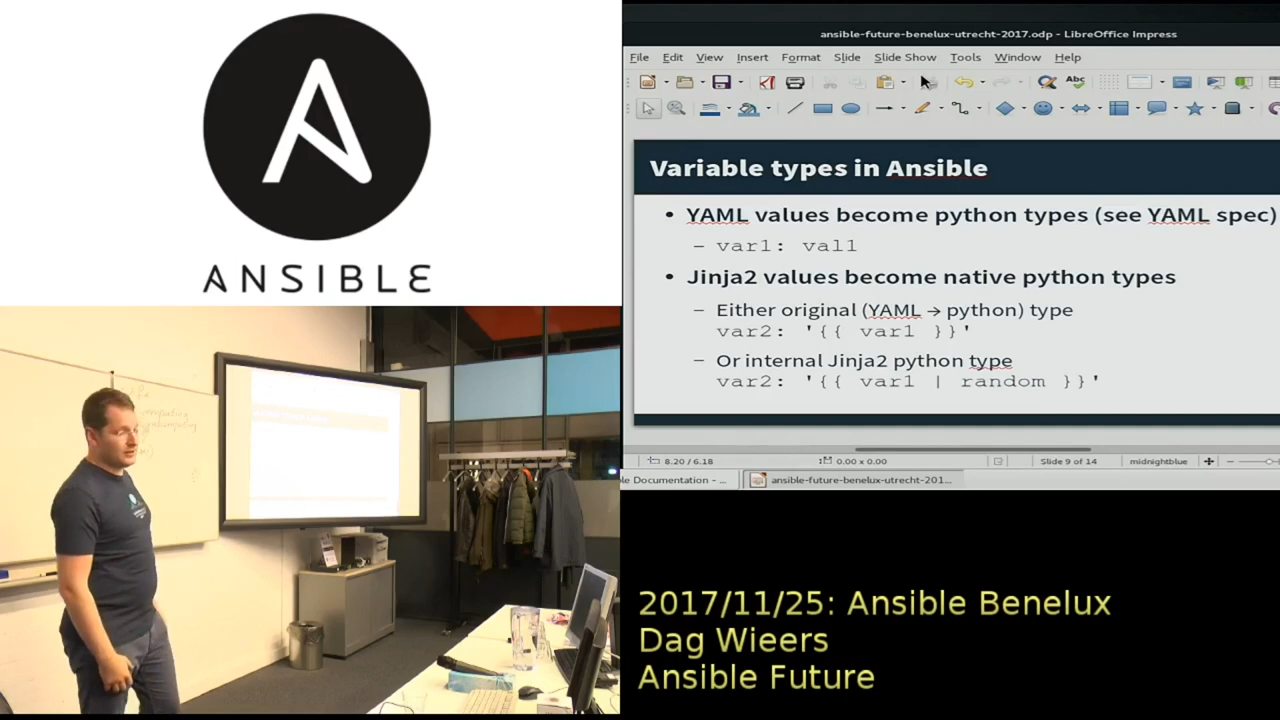 ANSIBLE
ansible-future-benelux-utrecht-2017.odp - LibreOffice Impress
File Edit View Insert Format Slide Slide Show Tools Window Help
Abc
Variable types in Ansible
• YAML values become python types (see YAML spec)
– var1: val1
• Jinja2 values become native python types
– Either original (YAML → python) type
var2: '{{ var1 }}'
– Or internal Jinja2 python type
var2: '{{ var1 | random }}'
8.20 / 6.18 0.00 x 0.00 Slide 9 of 14 midnightblue
le Documentation - ... ansible-future-benelux-utrecht-201...
2017/11/25: Ansible Benelux
Dag Wieers
Ansible Future